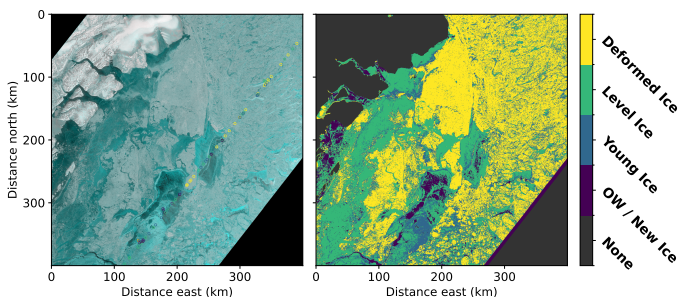 0
100
200
300
Distance north (km)
0 100 200 300
Distance east (km)
0 100 200 300
Distance east (km)
Deformed Ice
Level Ice
Young Ice
OW / New Ice
None